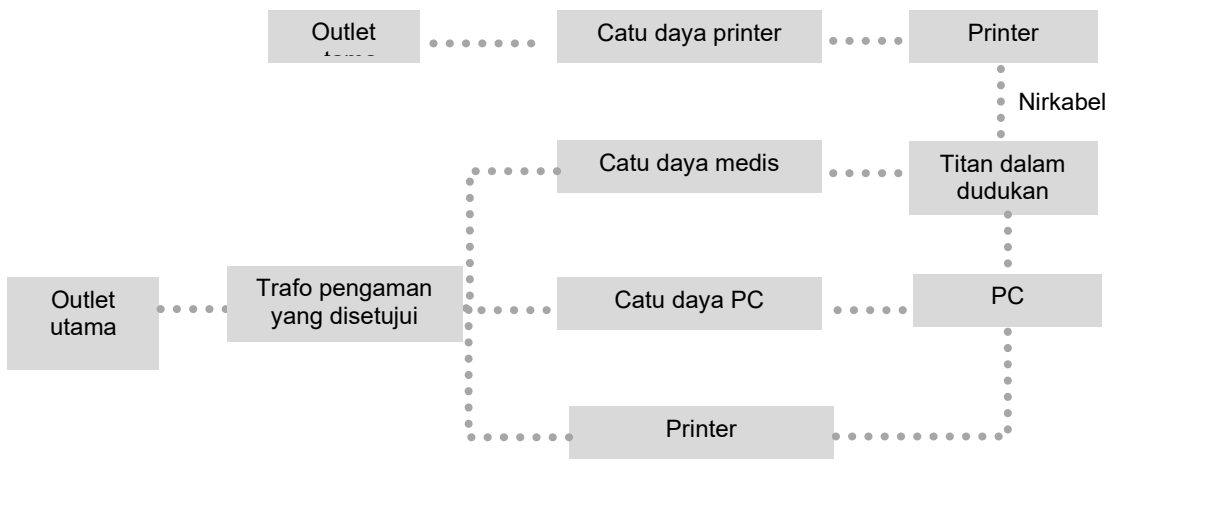 Outlet
Catu daya printer
Printer
Nirkabel
Catu daya medis
Titan dalam
dudukan
Outlet
utama
Trafo pengaman
yang disetujui
Catu daya PC
PC
Printer